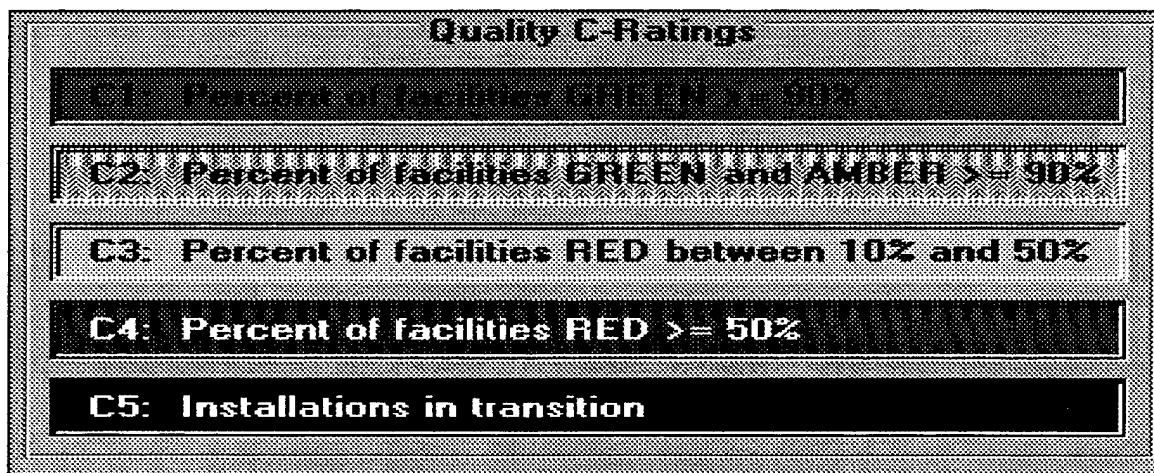 Quality C-Ratings
C1: Percent of facilities GREEN >= 90%
C2: Percent of facilities GREEN and AMBER >= 90%
C3: Percent of facilities RED between 10% and 50%
C4: Percent of facilities RED >= 50%
C5: Installations in transition